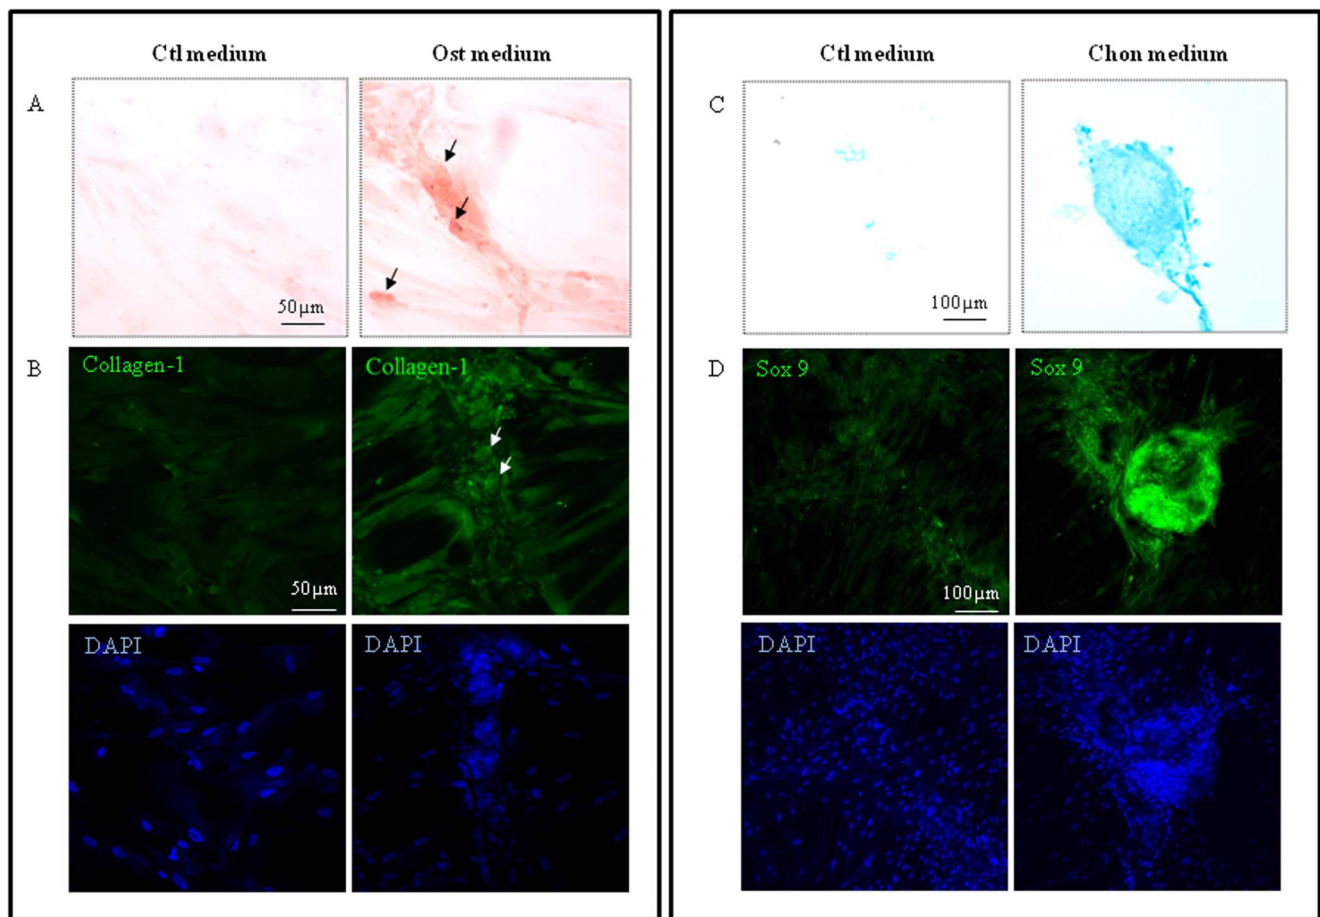 Ctl medium
Ost medium
A
50µm
B
Collagen-1
Collagen-1
50µm
DAPI
DAPI
Ctl medium
Chon medium
C
100µm
D
Sox 9
Sox 9
100µm
DAPI
DAPI